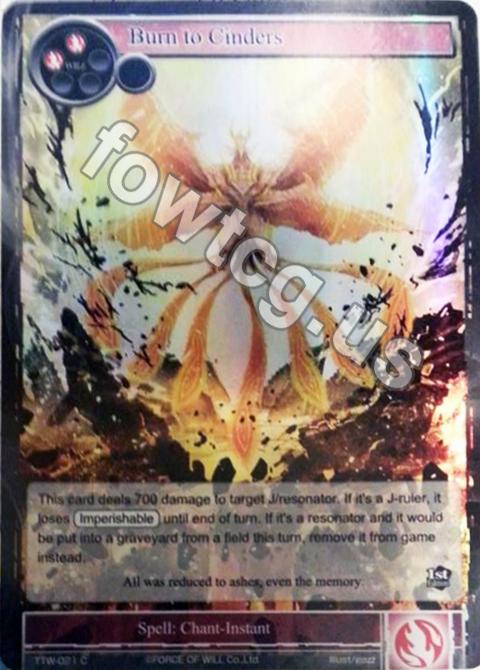 Burn to Cinders
WILL
fowtcg.us
This card deals 700 damage to target J/resonator. If it's a J-ruler, it
loses Imperishable until end of turn. If it's a resonator and it would
be put into a graveyard from a field this turn, remove it from game
instead.
All was reduced to ashes, even the memory.
1st
Spell: Chant-Instant
TTW-021 C ©FORCE OF WILL Co.,Ltd. Illust/